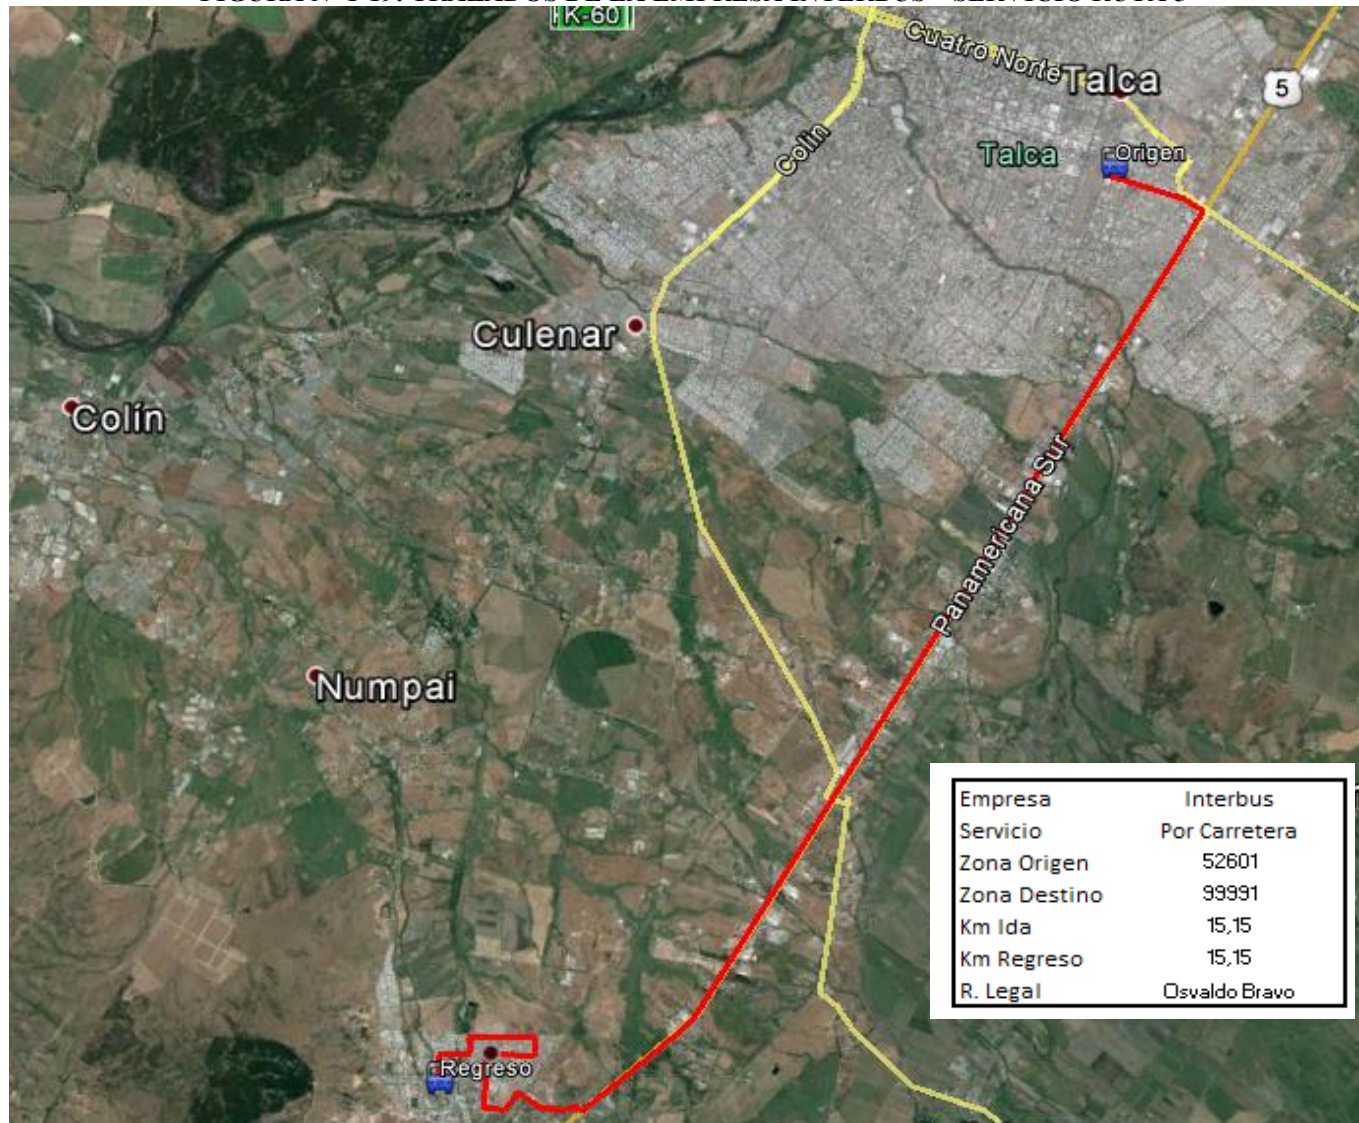 K-60
Cuatro Norte
Talca
5
Colín
Talca
Origen
Culenar
Colín
Panamericana Sur
Numpai
Regreso
Empresa Interbus
Servicio Por Carretera
Zona Origen 52601
Zona Destino 99991
Km Ida 15,15
Km Regreso 15,15
R. Legal Osvaldo Bravo